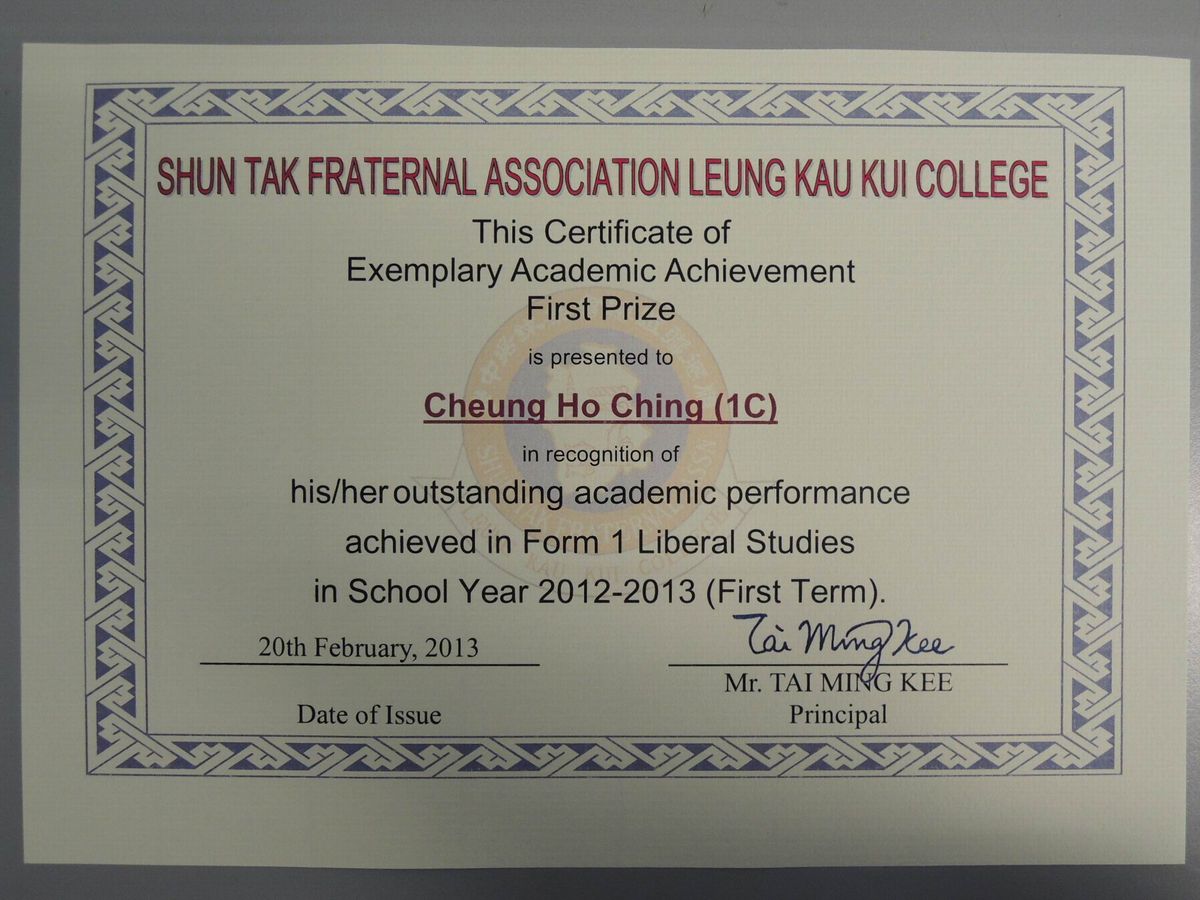 SHUN TAK FRATERNAL ASSOCIATION LEUNG KAU KUI COLLEGE
This Certificate of
Exemplary Academic Achievement
First Prize
is presented to
Cheung Ho Ching (1C)
in recognition of
his/her outstanding academic performance
achieved in Form 1 Liberal Studies
in School Year 2012-2013 (First Term).
20th February, 2013
Tai Ming Kee
Mr. TAI MING KEE
Date of Issue
Principal